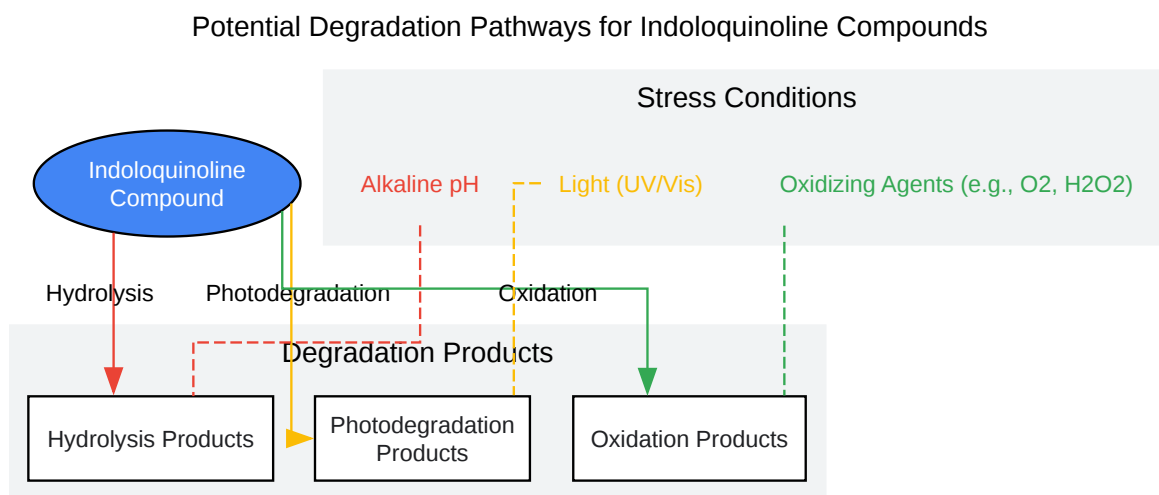 Potential Degradation Pathways for Indoloquinoline Compounds
Stress Conditions
Indoloquinoline
Compound
Alkaline pH
Light (UV/Vis)
Oxidizing Agents (e.g., O2, H2O2)
Hydrolysis
Photodegradation
Oxidation
Degradation Products
Hydrolysis Products
Photodegradation
Products
Oxidation Products